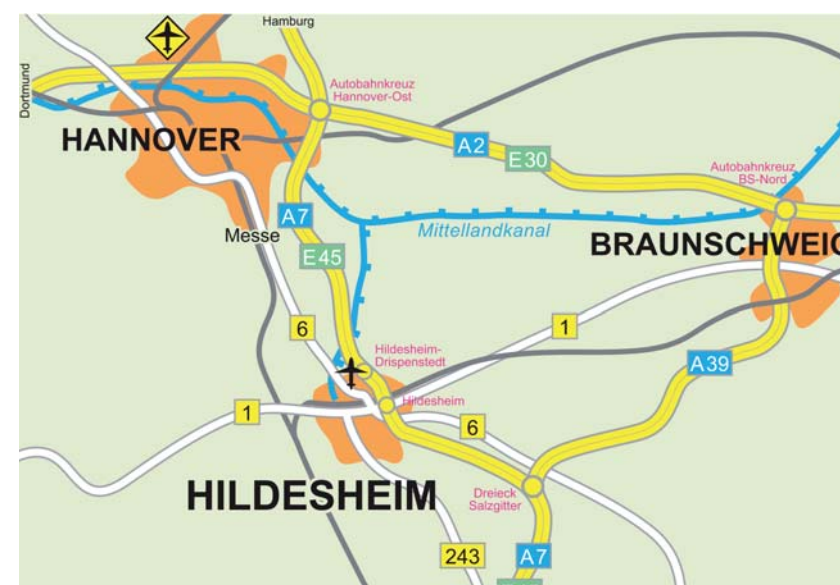 Hamburg
Dortmund
Autobahnkreuz
Hannover-Ost
HANNOVER
A2
E30
Autobahnkreuz
BS-Nord
A7
Messe
Mittellandkanal
BRAUNSCHWEIG
E45
6
1
Hildesheim-
Drispenstedt
A39
1
Hildesheim
6
HILDESHEIM
Dreieck
Salzgitter
243
A7